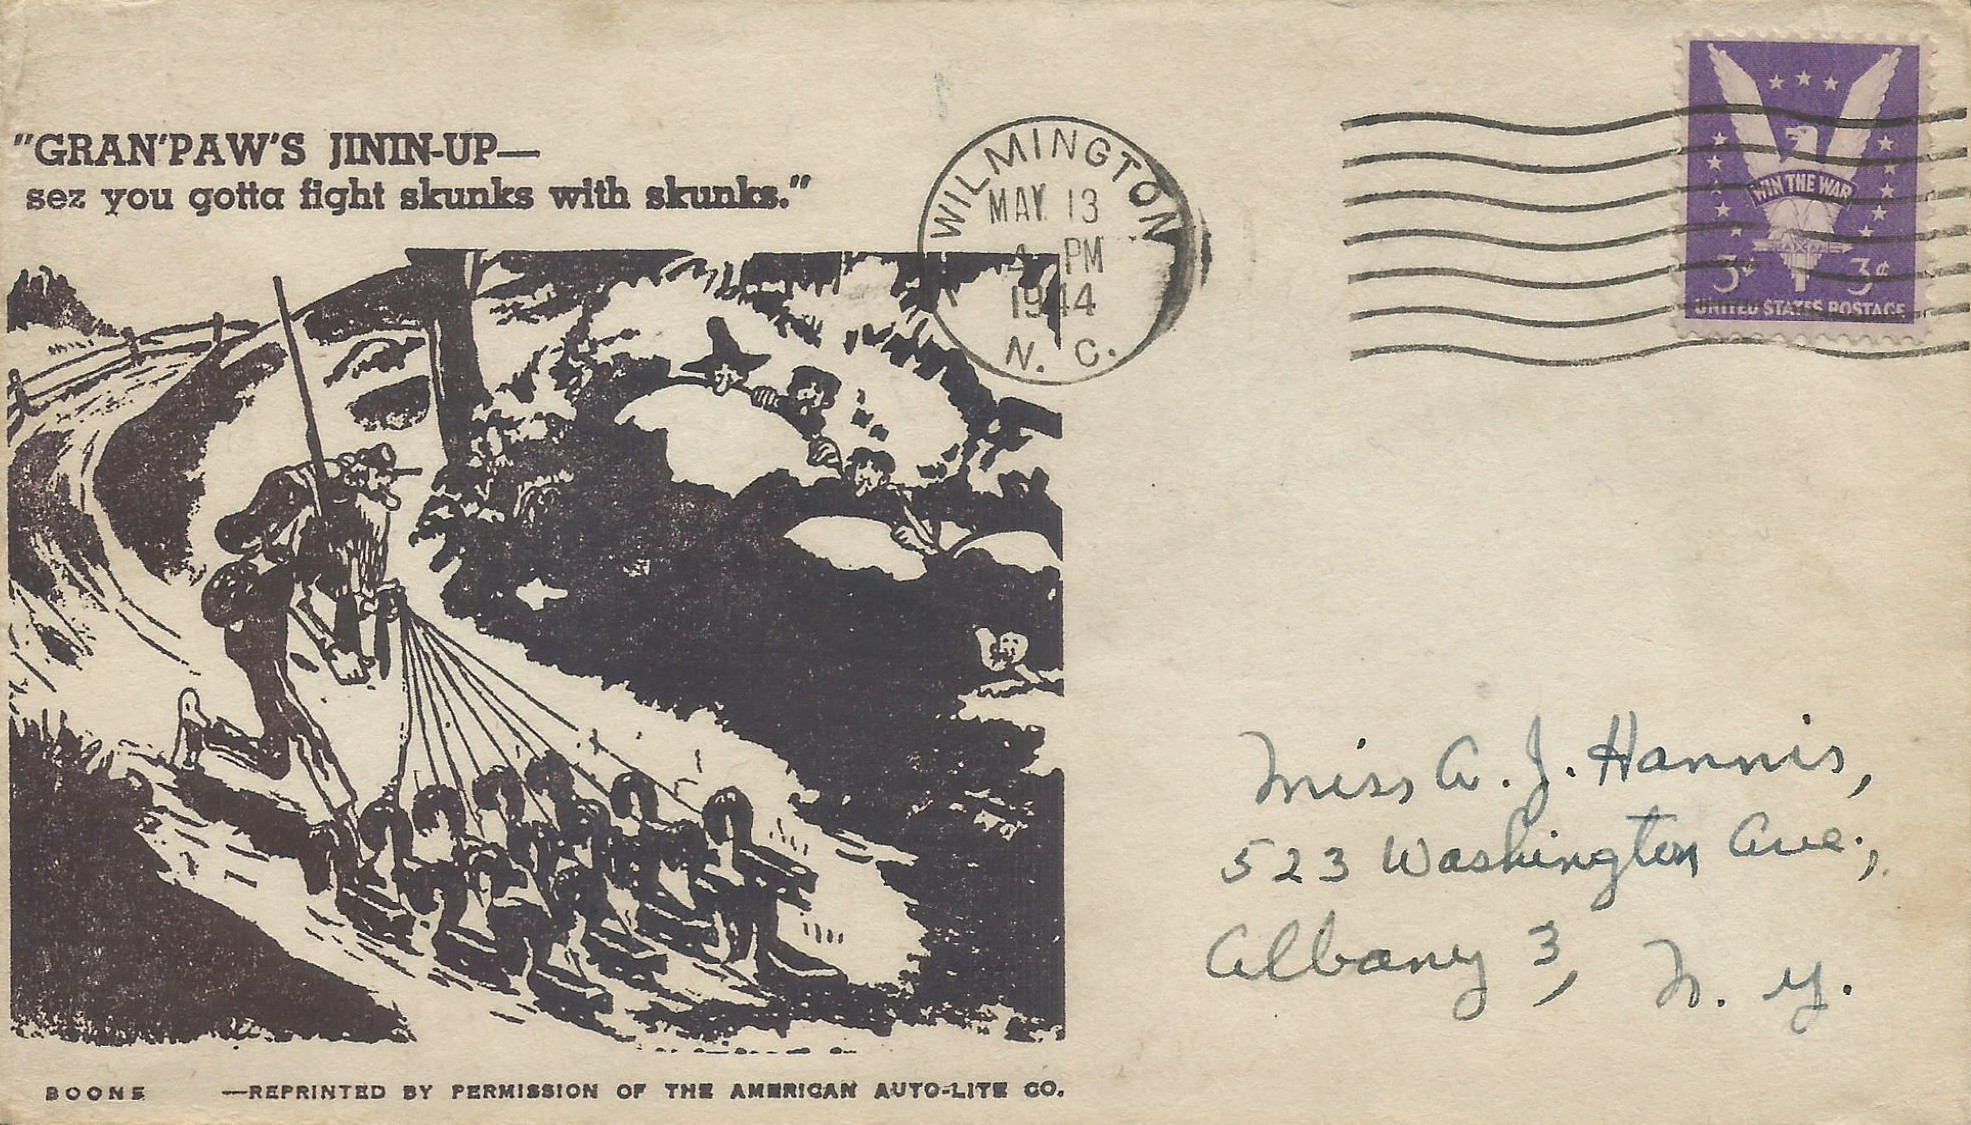 "GRAN'PAW'S JININ-UP—
sez you gotta fight skunks with skunks."
WILMINGTON
MAY 13
4 PM
1944
N. C.
WIN THE WAR
3¢ 3¢
UNITED STATES POSTAGE
Miss A. J. Hannis,
523 Washington Ave.,
Albany 3, N. Y.
BOONE —REPRINTED BY PERMISSION OF THE AMERICAN AUTO-LITE CO.